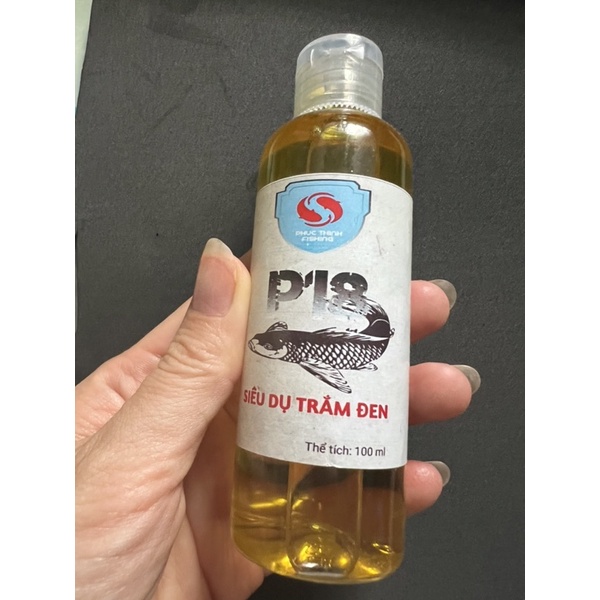 PHUC THINH
FISHING
P18
SIÊU DỤ TRẮM ĐEN
Thể tích: 100 ml